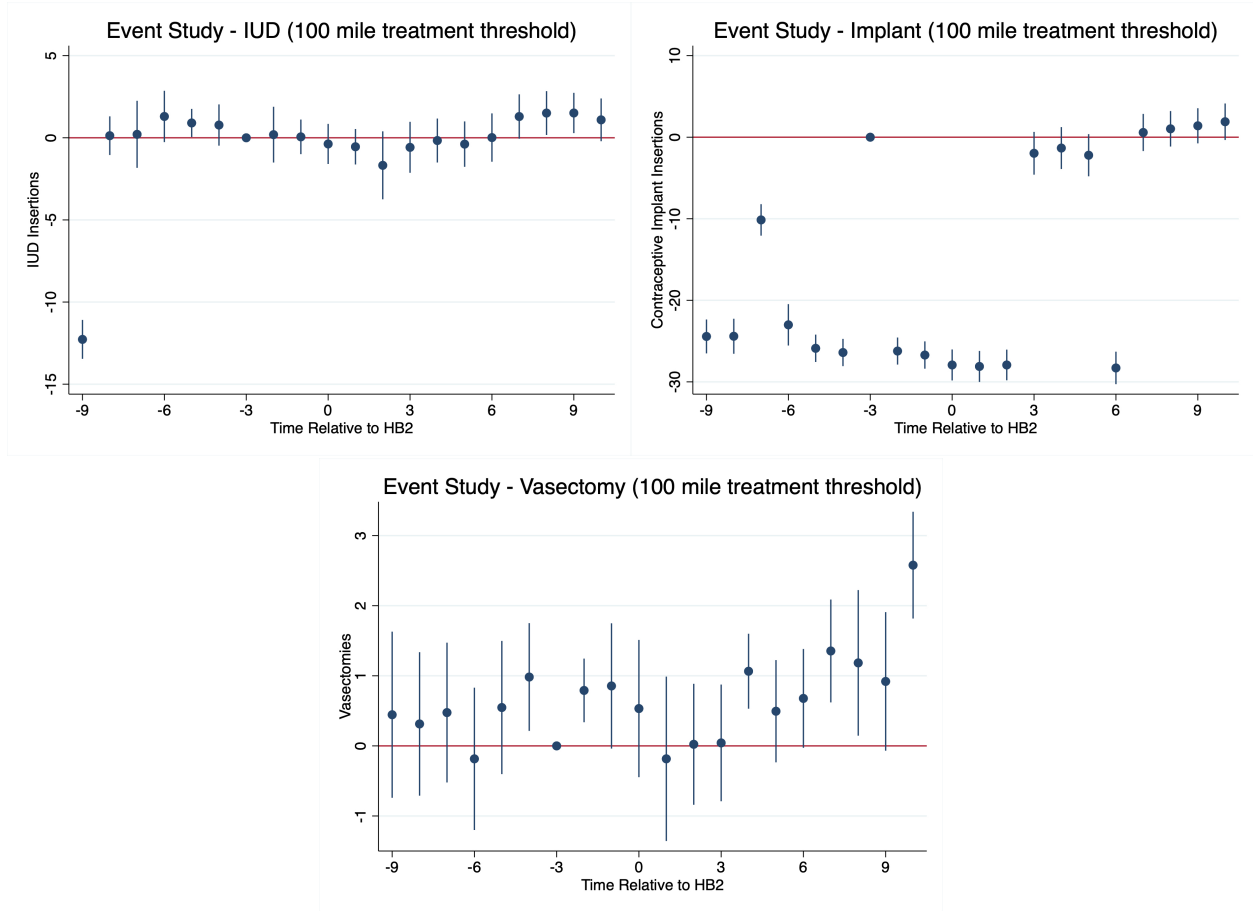 Event Study - IUD (100 mile treatment threshold)
5
0
-5
-10
-15
IUD Insertions
-9 -6 -3 0 3 6 9
Time Relative to HB2
Event Study - Implant (100 mile treatment threshold)
10
0
-10
-20
-30
Contraceptive Implant Insertions
-9 -6 -3 0 3 6 9
Time Relative to HB2
Event Study - Vasectomy (100 mile treatment threshold)
3
2
1
0
-1
Vasectomies
-9 -6 -3 0 3 6 9
Time Relative to HB2